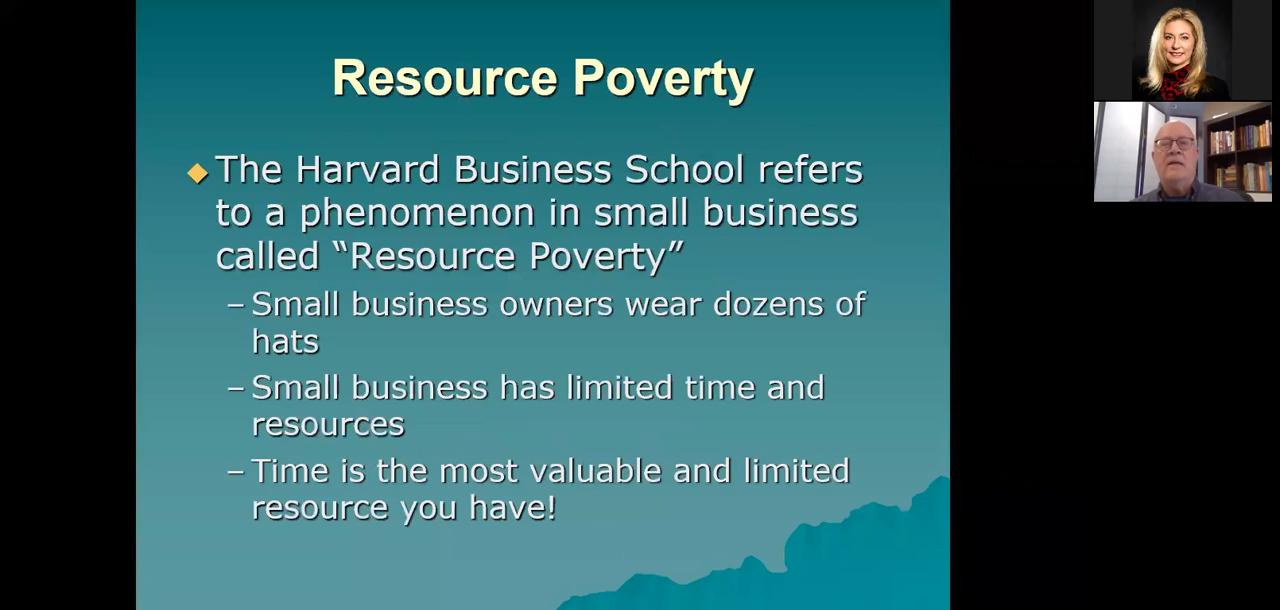 Resource Poverty
The Harvard Business School refers
to a phenomenon in small business
called “Resource Poverty”
– Small business owners wear dozens of
hats
– Small business has limited time and
resources
– Time is the most valuable and limited
resource you have!